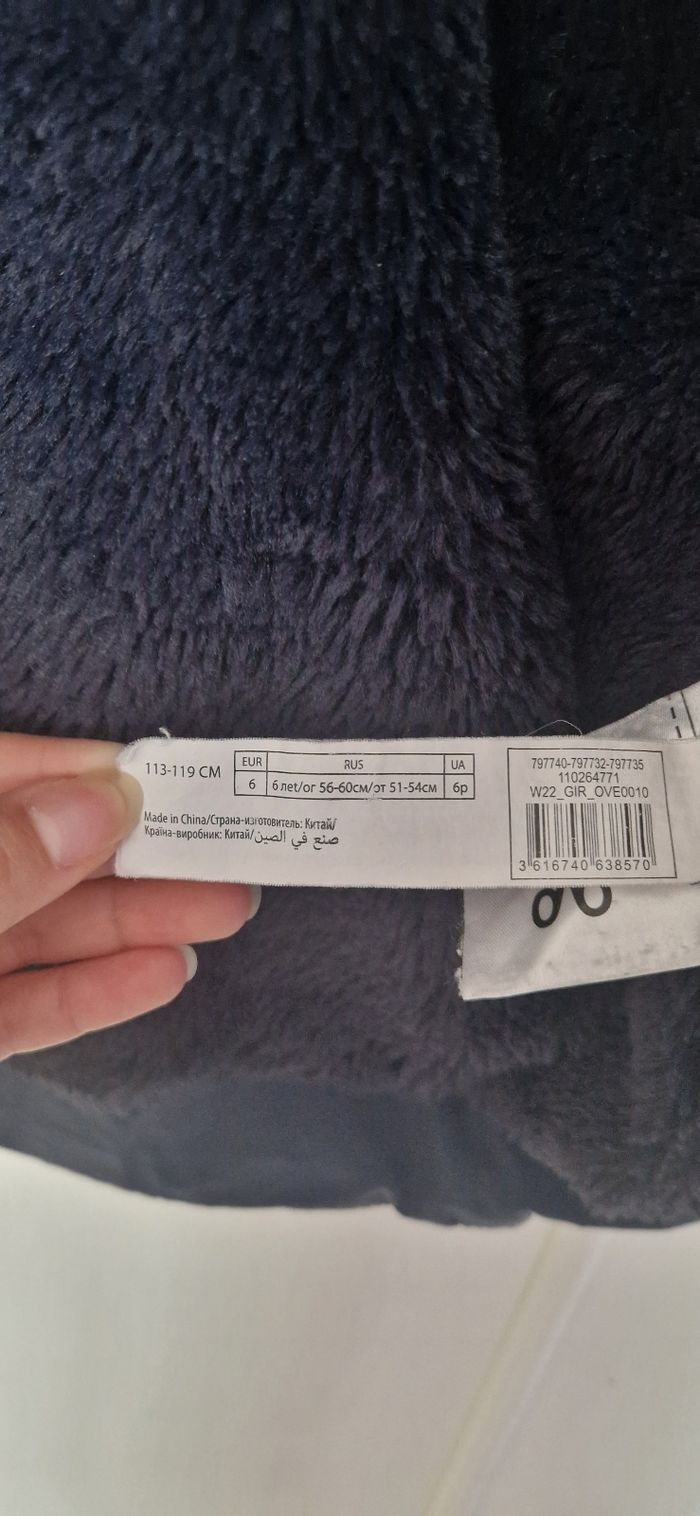 113-119 CM
EUR RUS UA
6 6 лет/ог 56-60см/эт 51-54см 6р
Made in China/Страна-изготовитель: Китай/
Країна-виробник: Китай/صنع في الصين
797740-797732-797735
110264771
W22_GIR_OVE0010
3 616740 638570